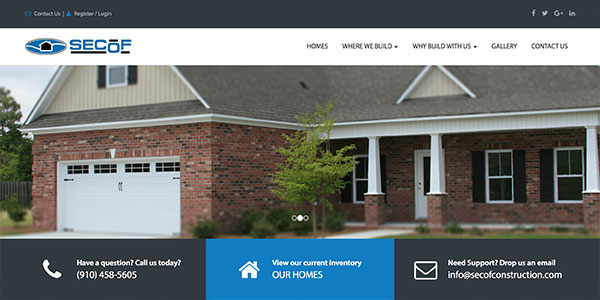 Contact Us | Register / Login
SECOF
HOMES WHERE WE BUILD WHY BUILD WITH US GALLERY CONTACT US
Have a question? Call us today?
(910) 458-5605
View our current inventory
OUR HOMES
Need Support? Drop us an email
info@secofconstruction.com